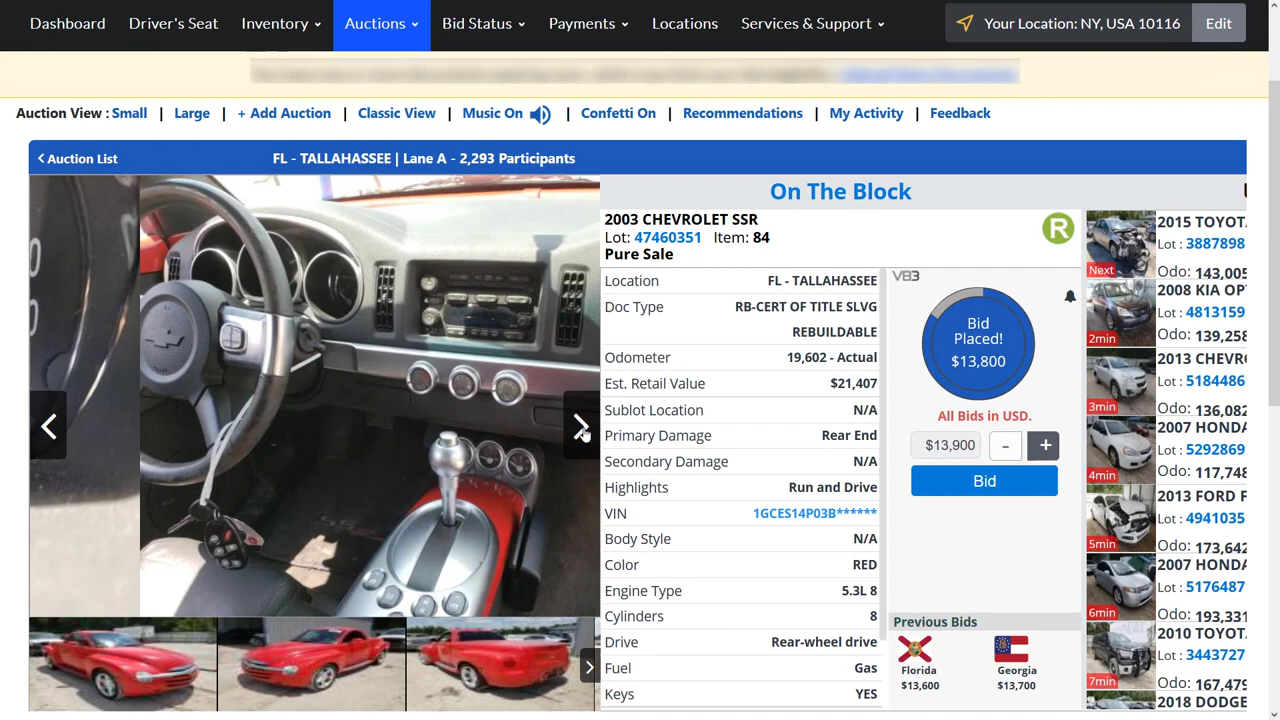 Dashboard Driver's Seat Inventory Auctions Bid Status Payments Locations Services & Support Your Location: NY, USA 10116 Edit
Auction View : Small | Large | + Add Auction | Classic View | Music On | Confetti On | Recommendations | My Activity | Feedback
Auction List FL - TALLAHASSEE | Lane A - 2,293 Participants
On The Block
2003 CHEVROLET SSR
Lot: 47460351 Item: 84
Pure Sale
R
Location FL - TALLAHASSEE
Doc Type RB-CERT OF TITLE SLVG
REBUILDABLE
Odometer 19,602 - Actual
Est. Retail Value $21,407
Sublot Location N/A
Primary Damage Rear End
Secondary Damage N/A
Highlights Run and Drive
VIN 1GCES14P03B******
Body Style N/A
Color RED
Engine Type 5.3L 8
Cylinders 8
Drive Rear-wheel drive
Fuel Gas
Keys YES
VB3
Bid
Placed!
$13,800
All Bids in USD.
$13,900 - +
Bid
Previous Bids
Florida Georgia
$13,600 $13,700
2015 TOYOT
Lot : 3887898
Next Odo: 143,005
2008 KIA OP
Lot : 4813159
2min Odo: 139,258
2013 CHEVR
Lot : 5184486
3min Odo: 136,082
2007 HONDA
Lot : 5292869
4min Odo: 117,748
2013 FORD F
Lot : 4941035
5min Odo: 173,642
2007 HONDA
Lot : 5176487
6min Odo: 193,331
2010 TOYOT
Lot : 3443727
7min Odo: 167,479
2018 DODGE